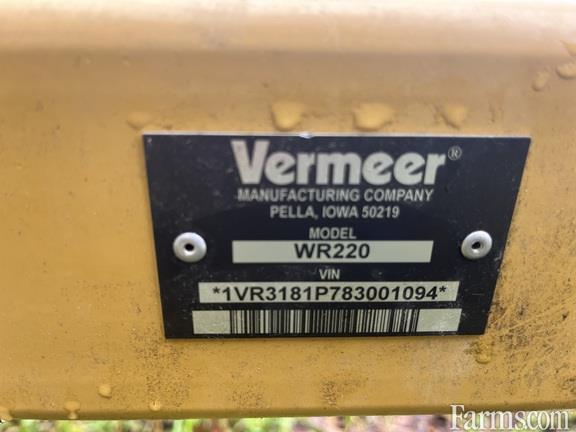 Vermeer®
MANUFACTURING COMPANY
PELLA, IOWA 50219
MODEL
WR220
VIN
*1VR3181P783001094*
Farms.com